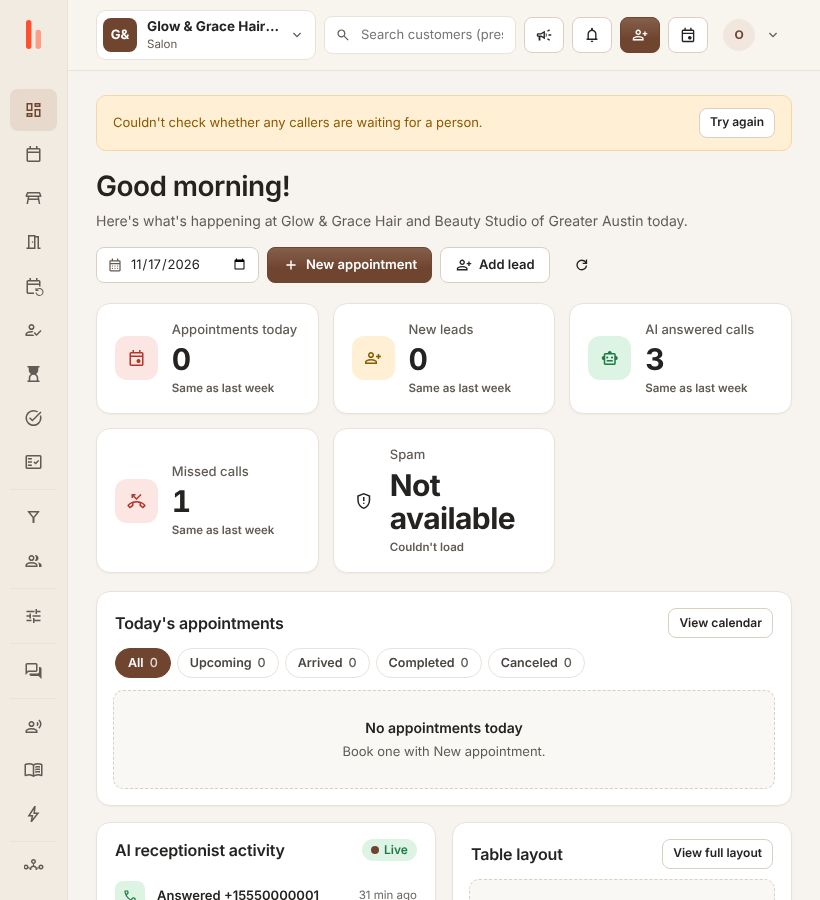 G&
Glow & Grace Hair...
Salon
Search customers (pre
O
Couldn't check whether any callers are waiting for a person.
Try again
Good morning!
Here's what's happening at Glow & Grace Hair and Beauty Studio of Greater Austin today.
11/17/2026
New appointment
Add lead
Appointments today
0
Same as last week
New leads
0
Same as last week
AI answered calls
3
Same as last week
Missed calls
1
Same as last week
Spam
Not
available
Couldn't load
Today's appointments
View calendar
All 0
Upcoming 0
Arrived 0
Completed 0
Canceled 0
No appointments today
Book one with New appointment.
AI receptionist activity
Live
Table layout
View full layout
Answered +15550000001
31 min ago